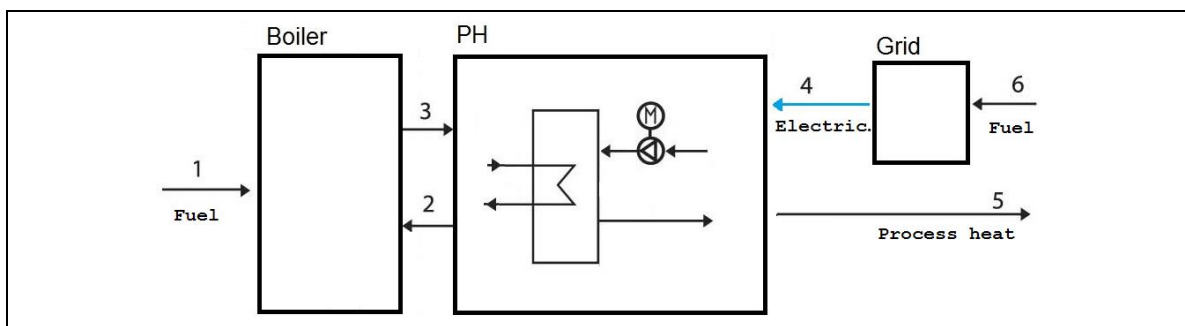 Boiler
PH
Grid
1
Fuel
3
2
M
4
Electric.
6
Fuel
5
Process heat